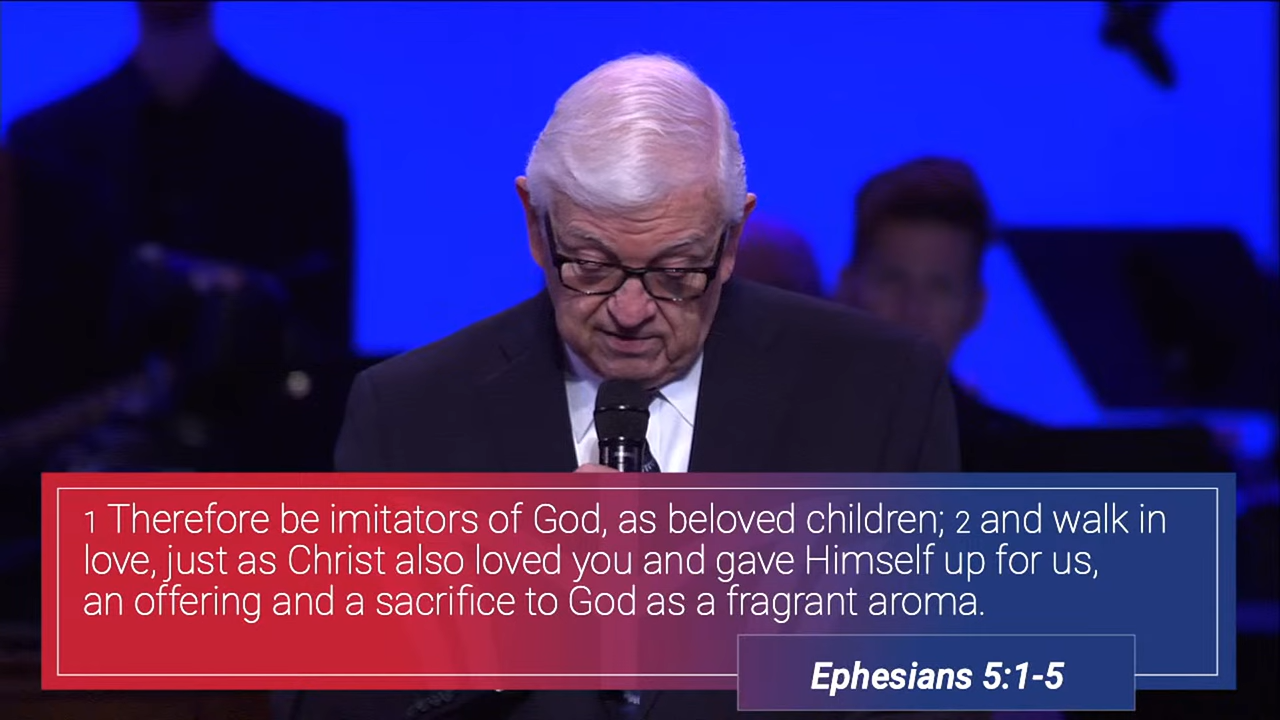 1 Therefore be imitators of God, as beloved children; 2 and walk in
love, just as Christ also loved you and gave Himself up for us,
an offering and a sacrifice to God as a fragrant aroma.
Ephesians 5:1-5